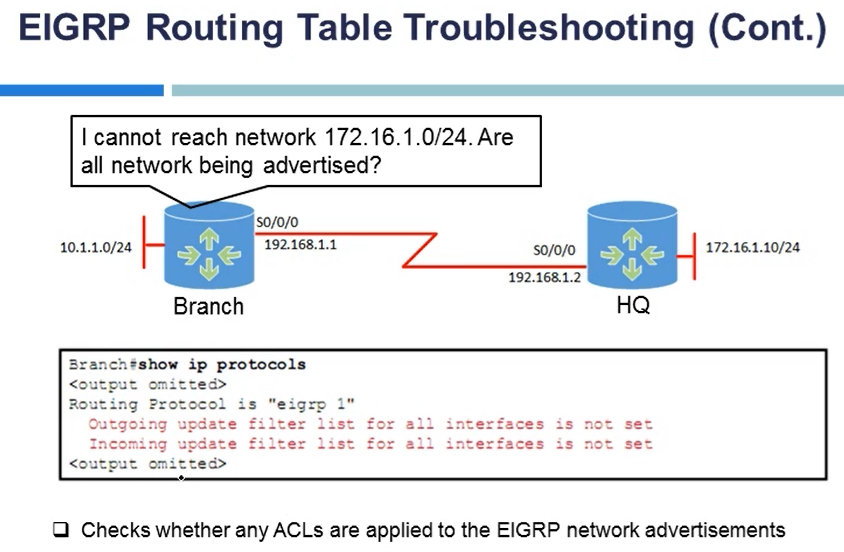 EIGRP Routing Table Troubleshooting (Cont.)
I cannot reach network 172.16.1.0/24. Are
all network being advertised?
S0/0/0
192.168.1.1
10.1.1.0/24
Branch
S0/0/0
192.168.1.2
172.16.1.10/24
HQ
Branch#show ip protocols
<output omitted>
Routing Protocol is "eigrp 1"
Outgoing update filter list for all interfaces is not set
Incoming update filter list for all interfaces is not set
<output omitted>
❑ Checks whether any ACLs are applied to the EIGRP network advertisements